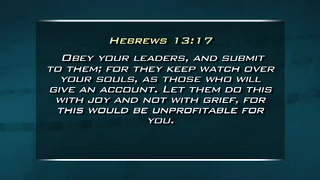 Hebrews 13:17
Obey your leaders, and submit
to them; for they keep watch over
your souls, as those who will
give an account. Let them do this
with joy and not with grief, for
this would be unprofitable for
you.